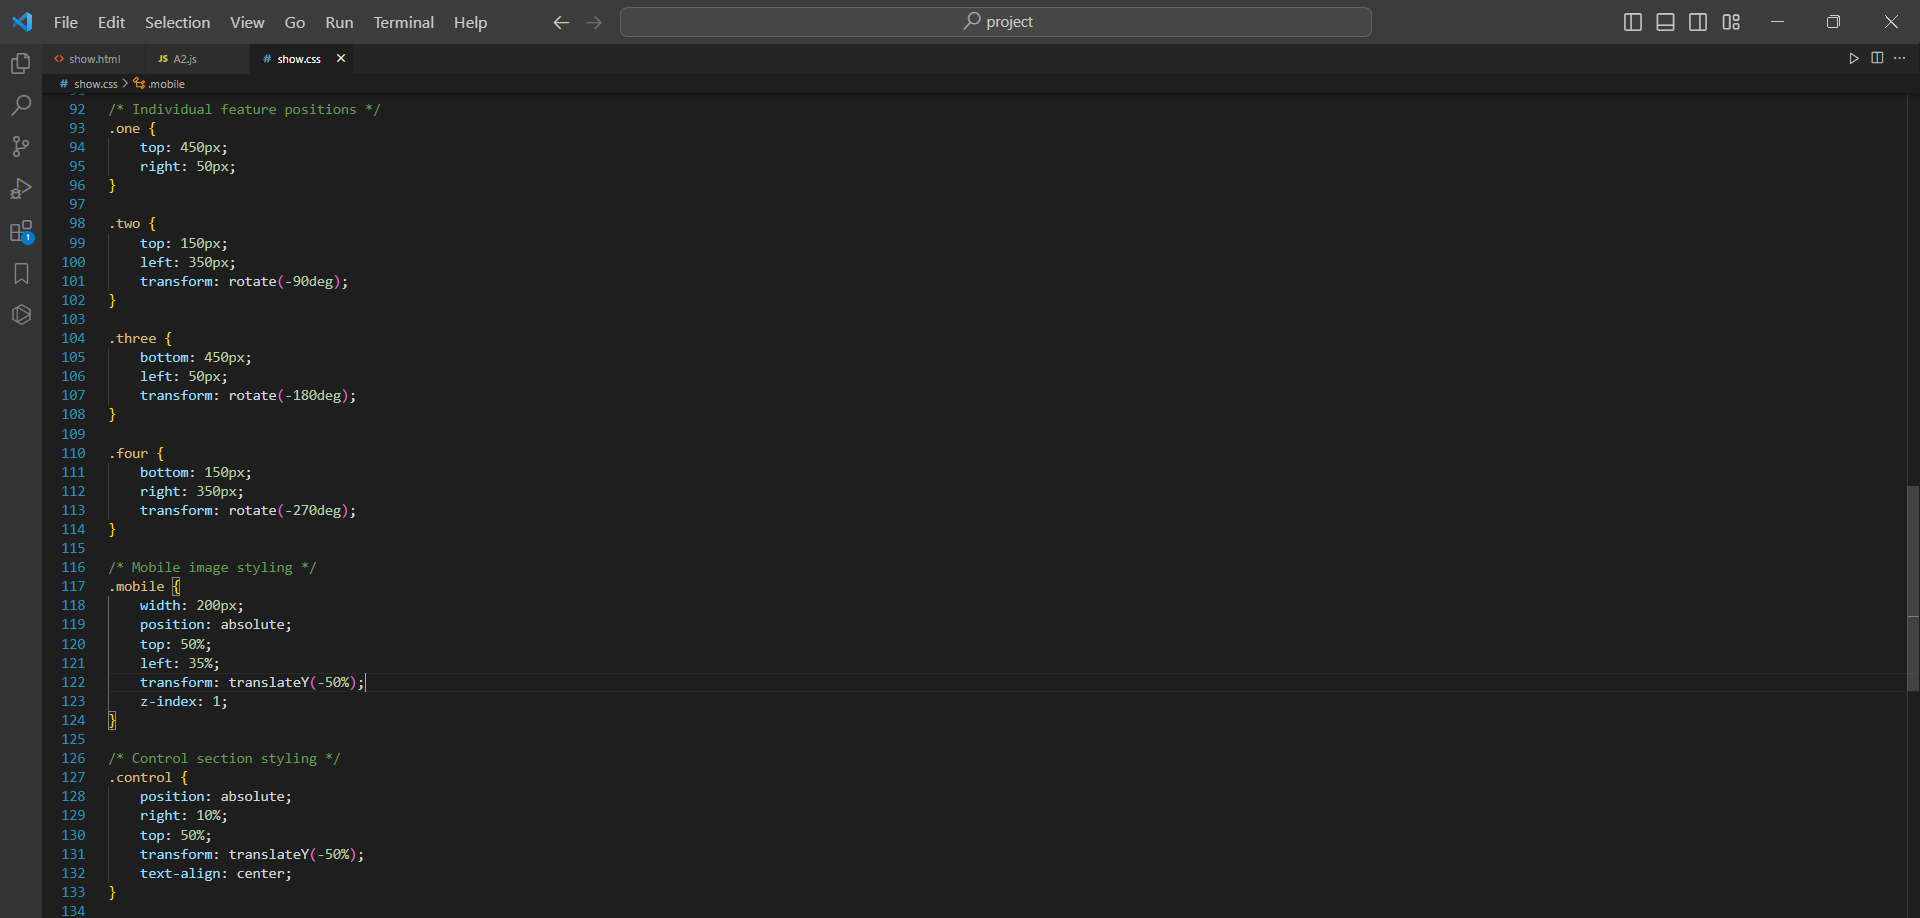 File Edit Selection View Go Run Terminal Help project
show.html JS A2.js # show.css
# show.css > .mobile
92 /* Individual feature positions */
93 .one {
94 top: 450px;
95 right: 50px;
96 }
97
98 .two {
99 top: 150px;
100 left: 350px;
101 transform: rotate(-90deg);
102 }
103
104 .three {
105 bottom: 450px;
106 left: 50px;
107 transform: rotate(-180deg);
108 }
109
110 .four {
111 bottom: 150px;
112 right: 350px;
113 transform: rotate(-270deg);
114 }
115
116 /* Mobile image styling */
117 .mobile {
118 width: 200px;
119 position: absolute;
120 top: 50%;
121 left: 35%;
122 transform: translateY(-50%);
123 z-index: 1;
124 }
125
126 /* Control section styling */
127 .control {
128 position: absolute;
129 right: 10%;
130 top: 50%;
131 transform: translateY(-50%);
132 text-align: center;
133 }
134
1